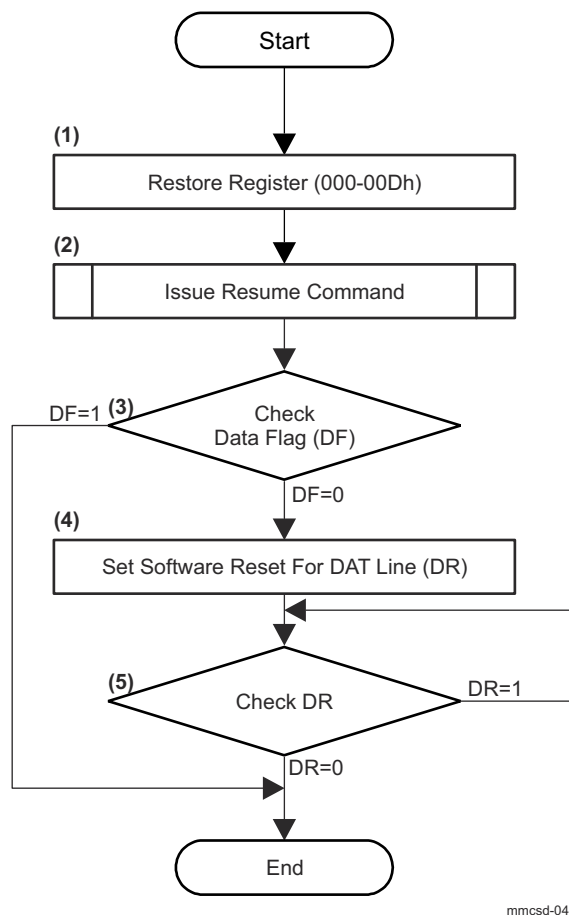 Start
(1)
Restore Register (000-00Dh)
(2)
Issue Resume Command
DF=1
(3)
Check
Data Flag (DF)
DF=0
(4)
Set Software Reset For DAT Line (DR)
(5)
Check DR
DR=1
DR=0
End
mmcsd-04